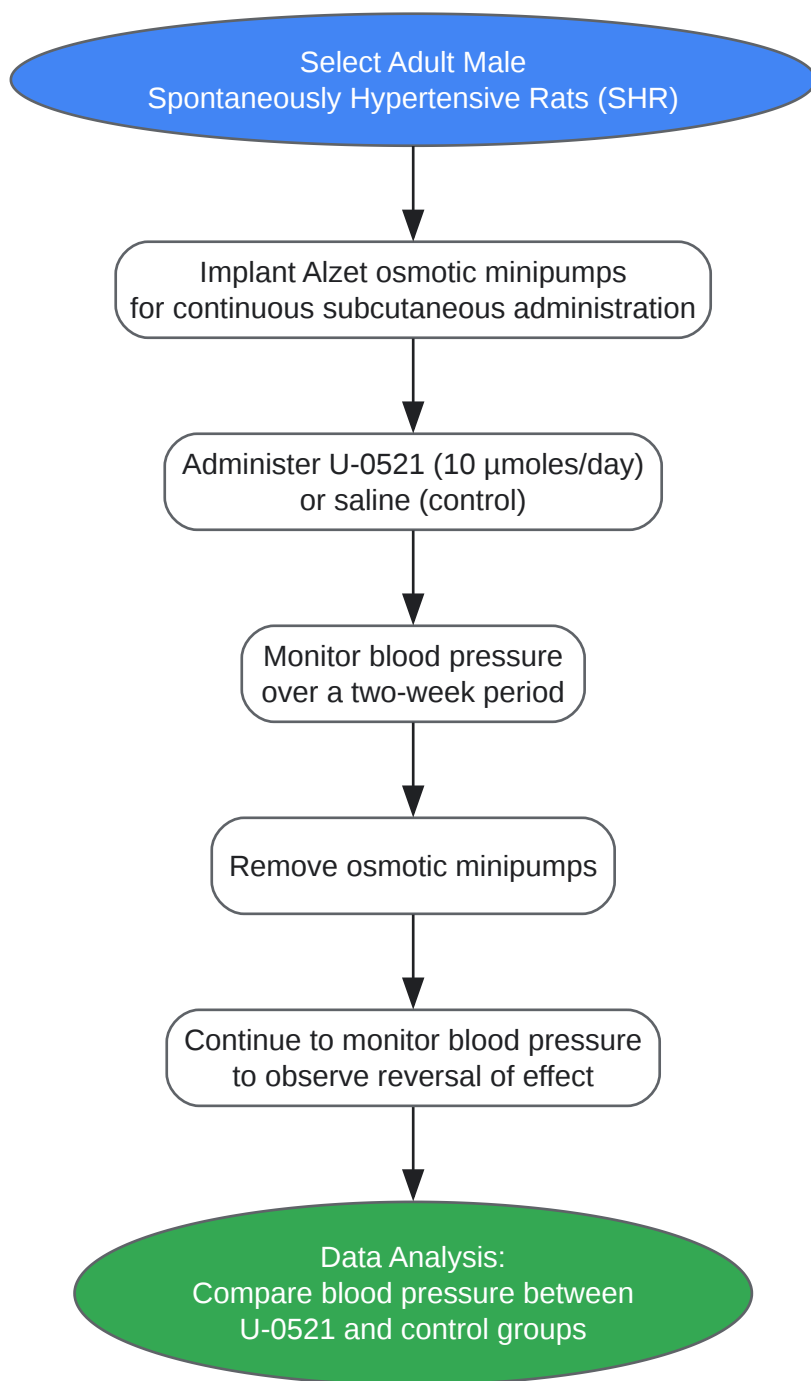 Select Adult Male
Spontaneously Hypertensive Rats (SHR)
Implant Alzet osmotic minipumps
for continuous subcutaneous administration
Administer U-0521 (10 µmoles/day)
or saline (control)
Monitor blood pressure
over a two-week period
Remove osmotic minipumps
Continue to monitor blood pressure
to observe reversal of effect
Data Analysis:
Compare blood pressure between
U-0521 and control groups